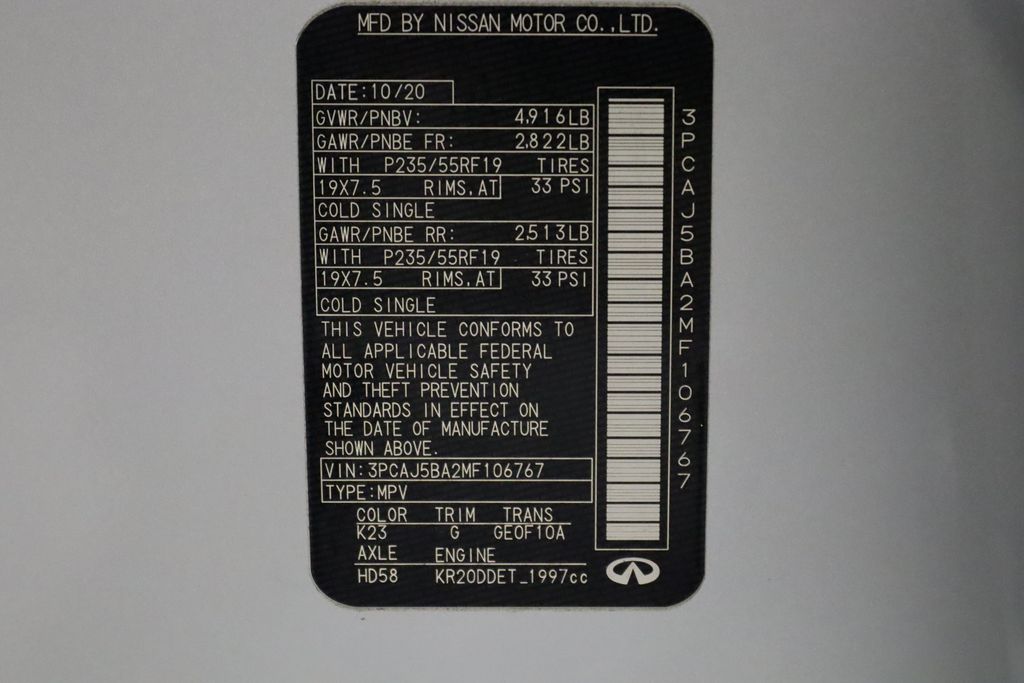 MFD BY NISSAN MOTOR CO.,LTD.
DATE:10/20
GVWR/PNBV: 4,916LB
GAWR/PNBE FR: 2,822LB
WITH P235/55RF19 TIRES
19X7.5 RIMS,AT 33 PSI
COLD SINGLE
GAWR/PNBE RR: 2,513LB
WITH P235/55RF19 TIRES
19X7.5 RIMS,AT 33 PSI
COLD SINGLE
THIS VEHICLE CONFORMS TO
ALL APPLICABLE FEDERAL
MOTOR VEHICLE SAFETY
AND THEFT PREVENTION
STANDARDS IN EFFECT ON
THE DATE OF MANUFACTURE
SHOWN ABOVE.
VIN:3PCAJ5BA2MF106767
TYPE:MPV
COLOR TRIM TRANS
K23 G GE0F10A
AXLE ENGINE
HD58 KR20DDET_1997cc
3PCAJ5BA2MF106767